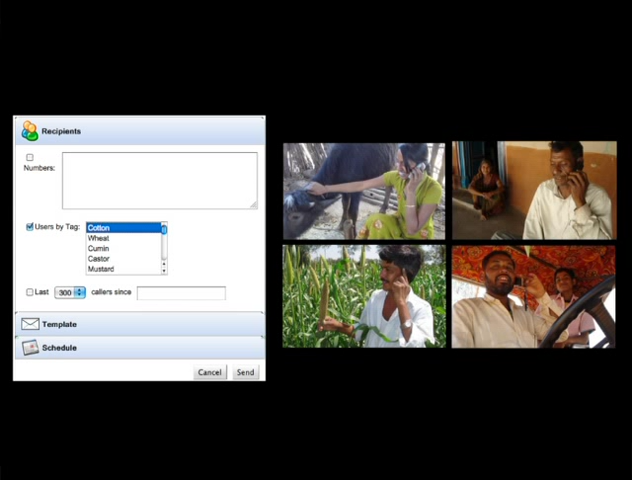 Recipients
Numbers:
Users by Tag:
Cotton
Wheat
Cumin
Castor
Mustard
Last 300 callers since
Template
Schedule
Cancel Send